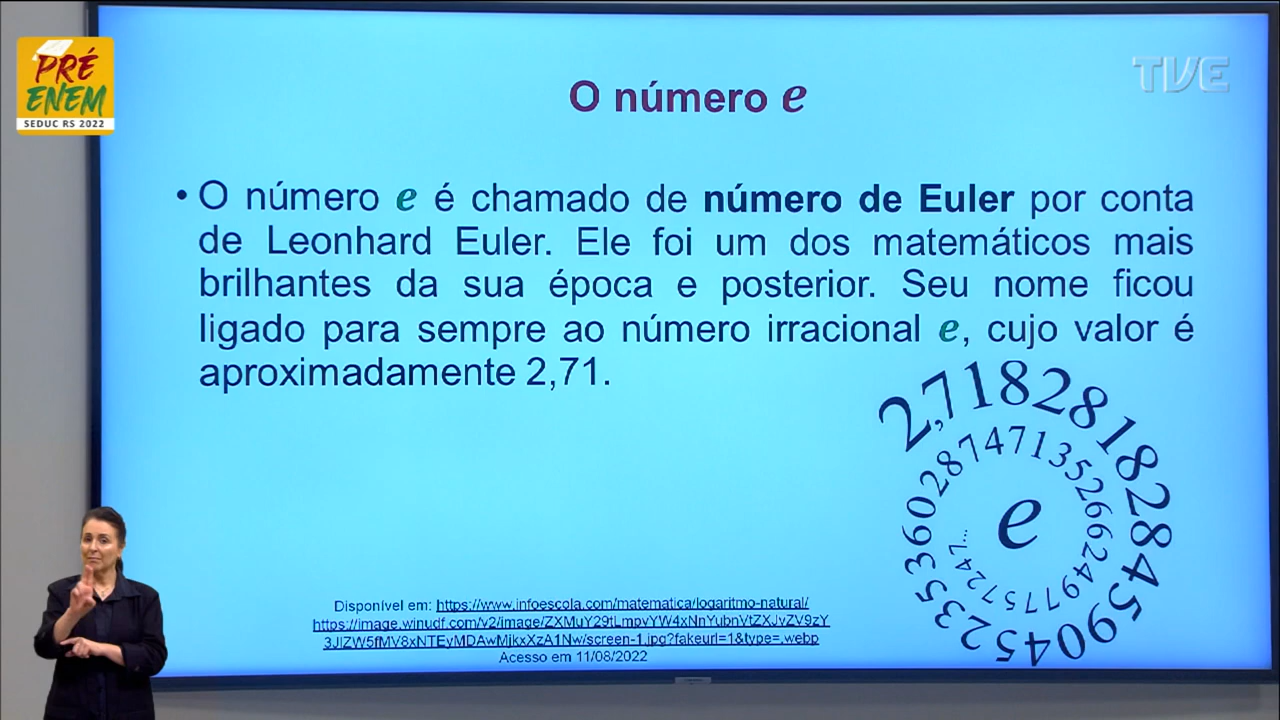 PRÉ
ENEM
SEDUC RS 2022
TVE
O número e
• O número e é chamado de número de Euler por conta
de Leonhard Euler. Ele foi um dos matemáticos mais
brilhantes da sua época e posterior. Seu nome ficou
ligado para sempre ao número irracional e, cujo valor é
aproximadamente 2,71.
2,718281828459045235360287471352662497757247...
e
Disponível em: https://www.infoescola.com/matematica/logaritmo-natural/
Acesso em 11/08/2022